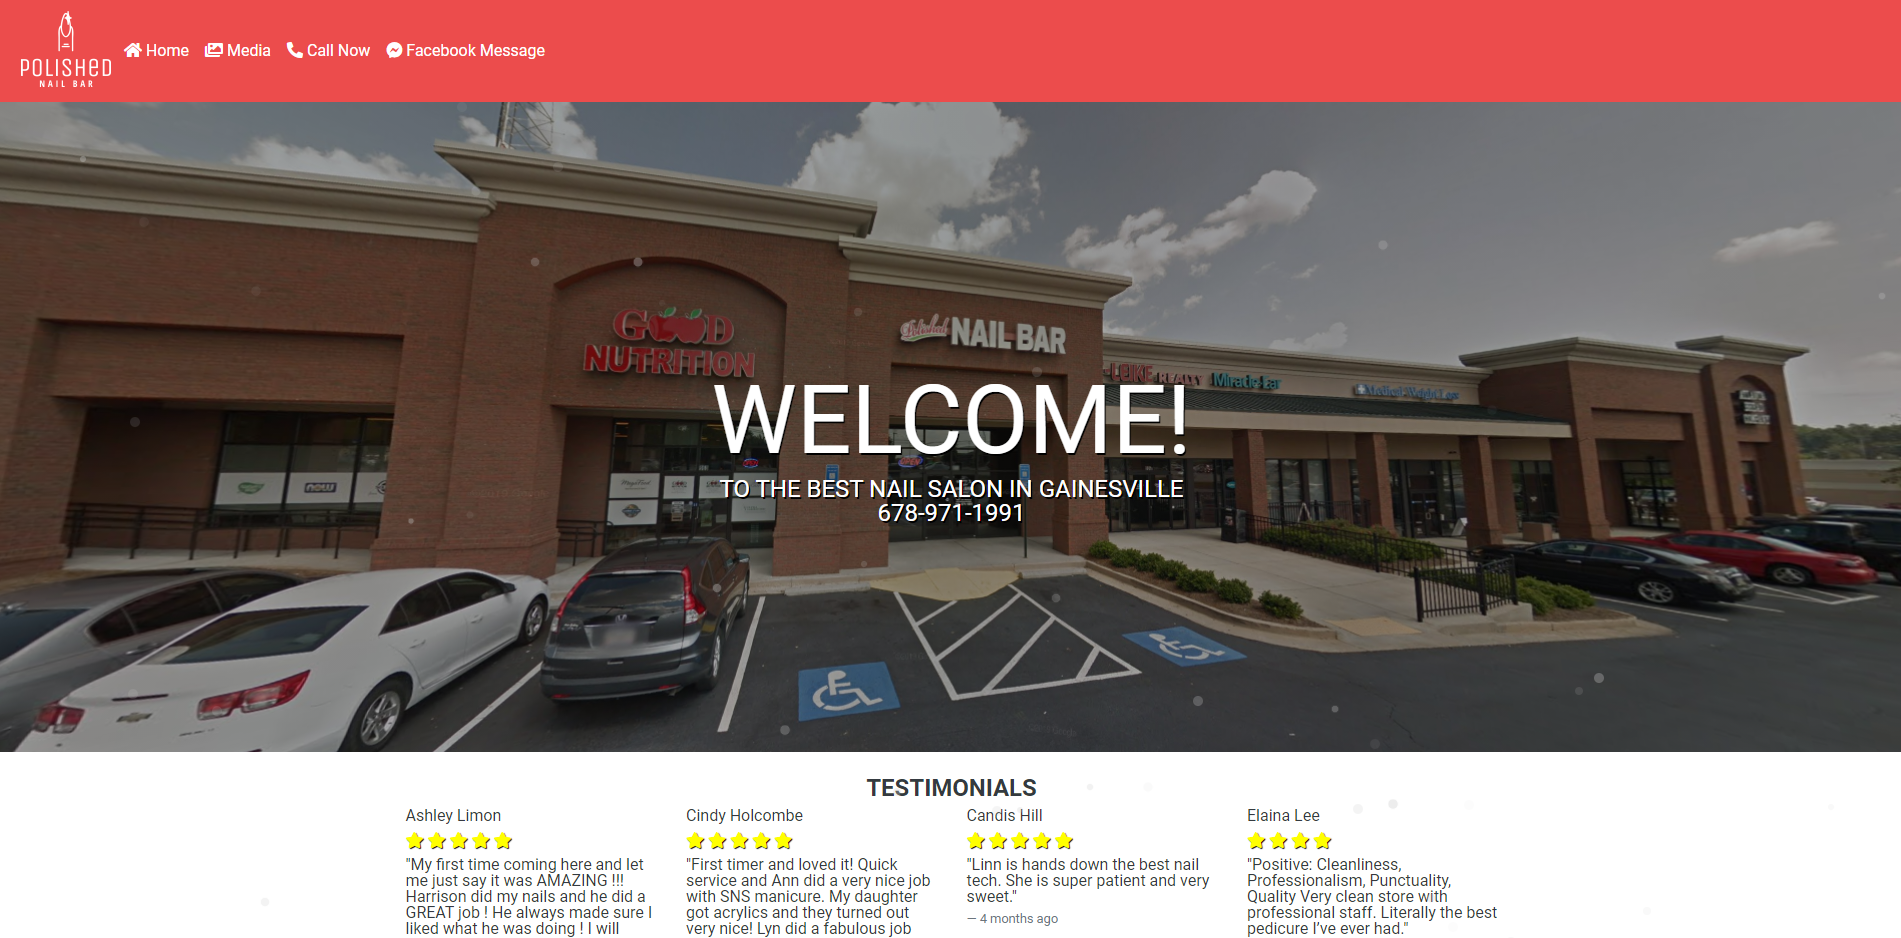 POLISHED
NAIL BAR
Home Media Call Now Facebook Message
GOOD
NUTRITION
Polished
NAIL BAR
LEIKE REALTY Miracle-Ear
Medical Weight Loss
now
WELCOME!
TO THE BEST NAIL SALON IN GAINESVILLE
678-971-1991
TESTIMONIALS
Ashley Limon
"My first time coming here and let
me just say it was AMAZING !!!
Harrison did my nails and he did a
GREAT job ! He always made sure I
liked what he was doing ! I will
Cindy Holcombe
"First timer and loved it! Quick
service and Ann did a very nice job
with SNS manicure. My daughter
got acrylics and they turned out
very nice! Lyn did a fabulous job
Candis Hill
"Linn is hands down the best nail
tech. She is super patient and very
sweet."
— 4 months ago
Elaina Lee
"Positive: Cleanliness,
Professionalism, Punctuality,
Quality Very clean store with
professional staff. Literally the best
pedicure I've ever had."